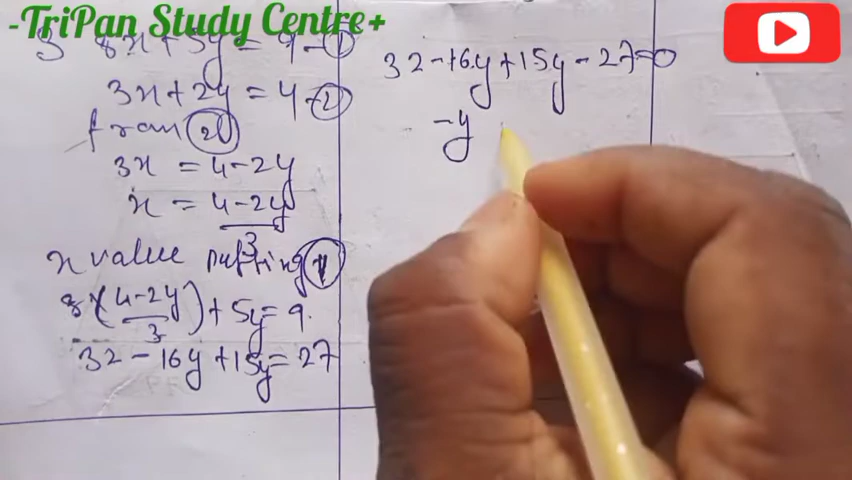 -TriPan Study Centre+
3 8x + 5y = 9 - ①
3x + 2y = 4 - ②
from ②
3x = 4 - 2y
x = 4 - 2y / 3
x value putting ①
8 × (4 - 2y / 3) + 5y = 9.
32 - 16y + 15y = 27
32 - 16y + 15y - 27 = 0
-y